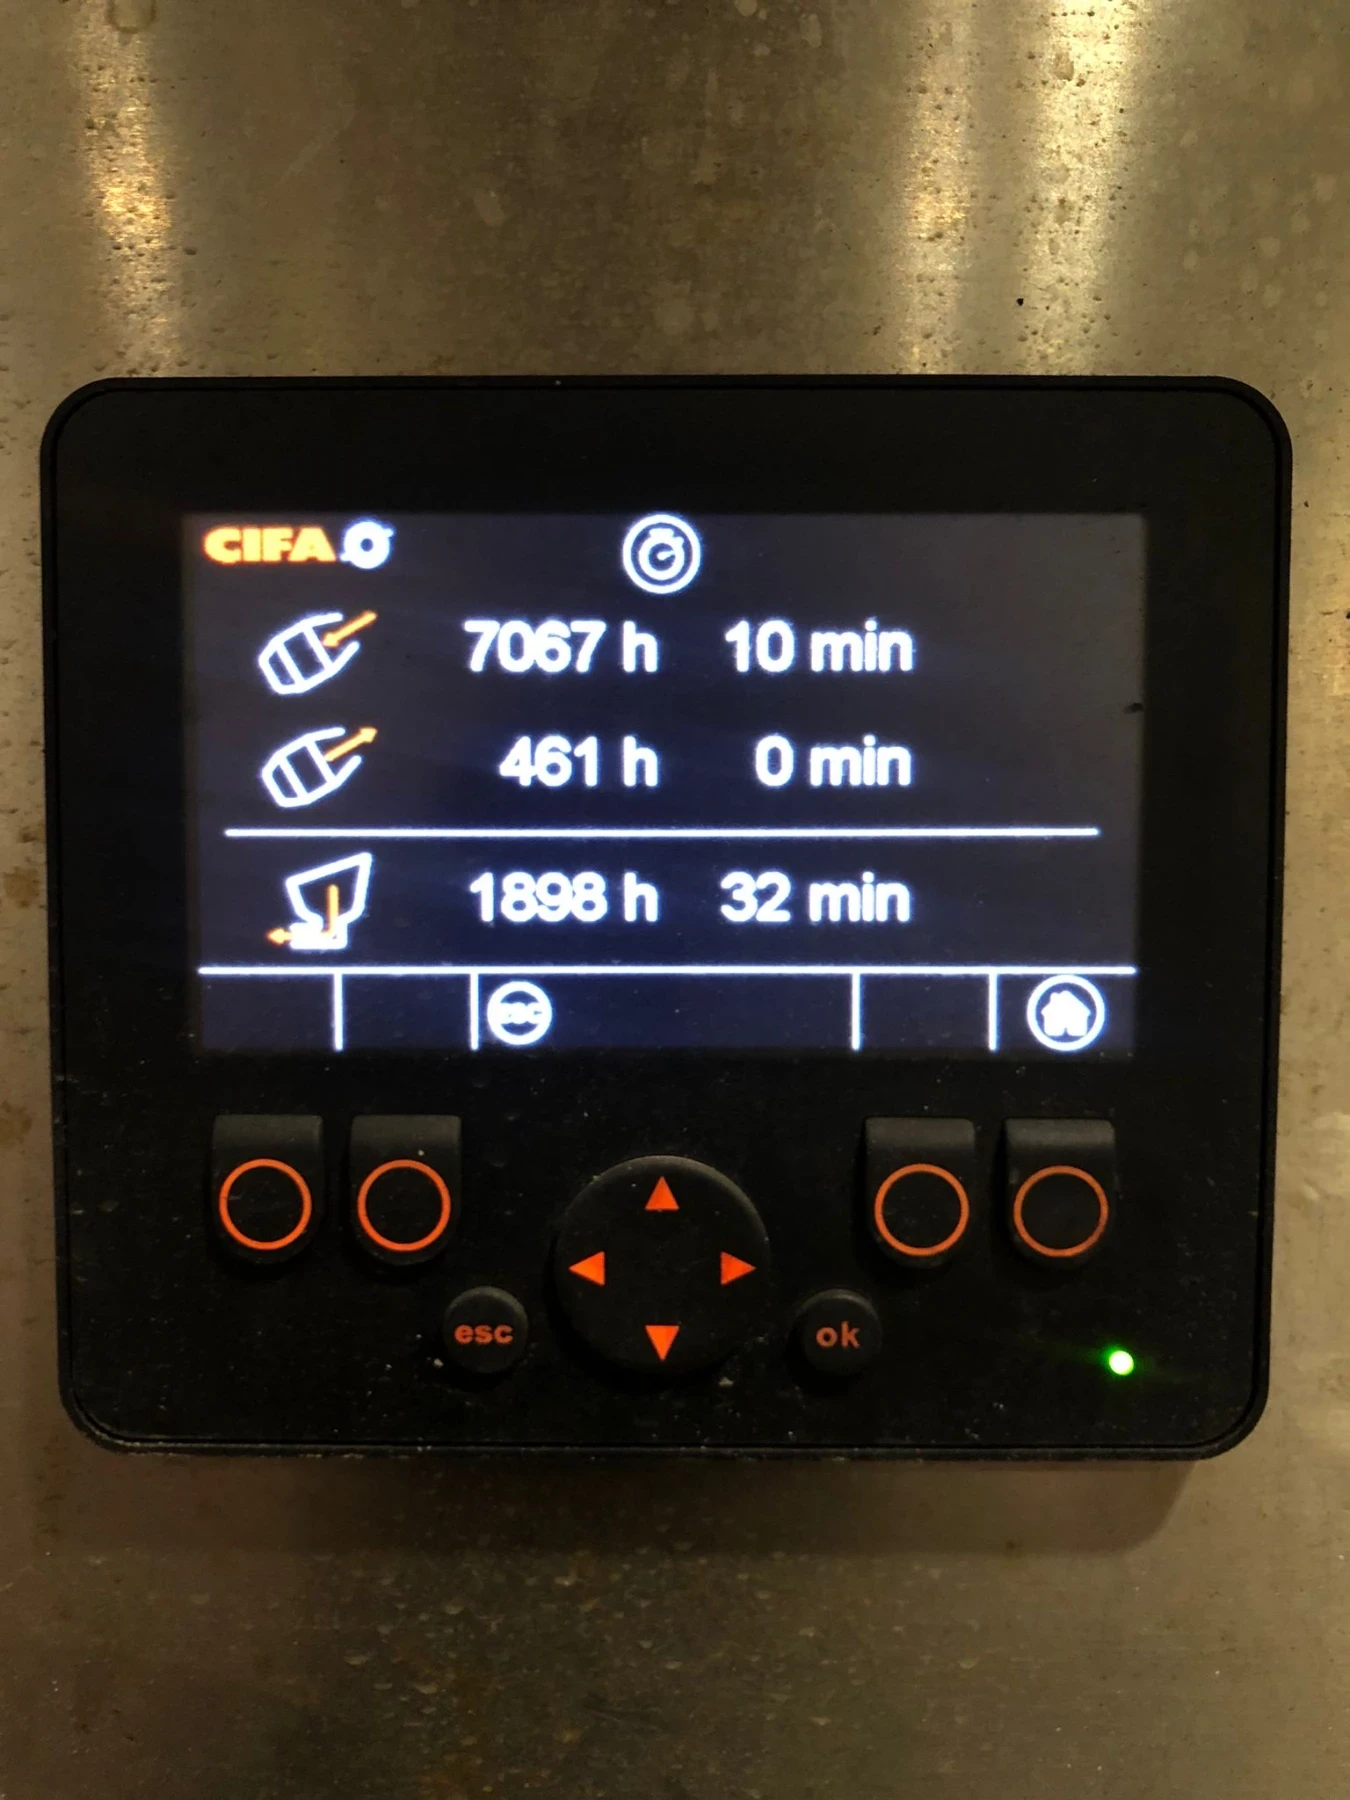 CIFA
7067 h 10 min
461 h 0 min
1898 h 32 min
esc
esc
ok